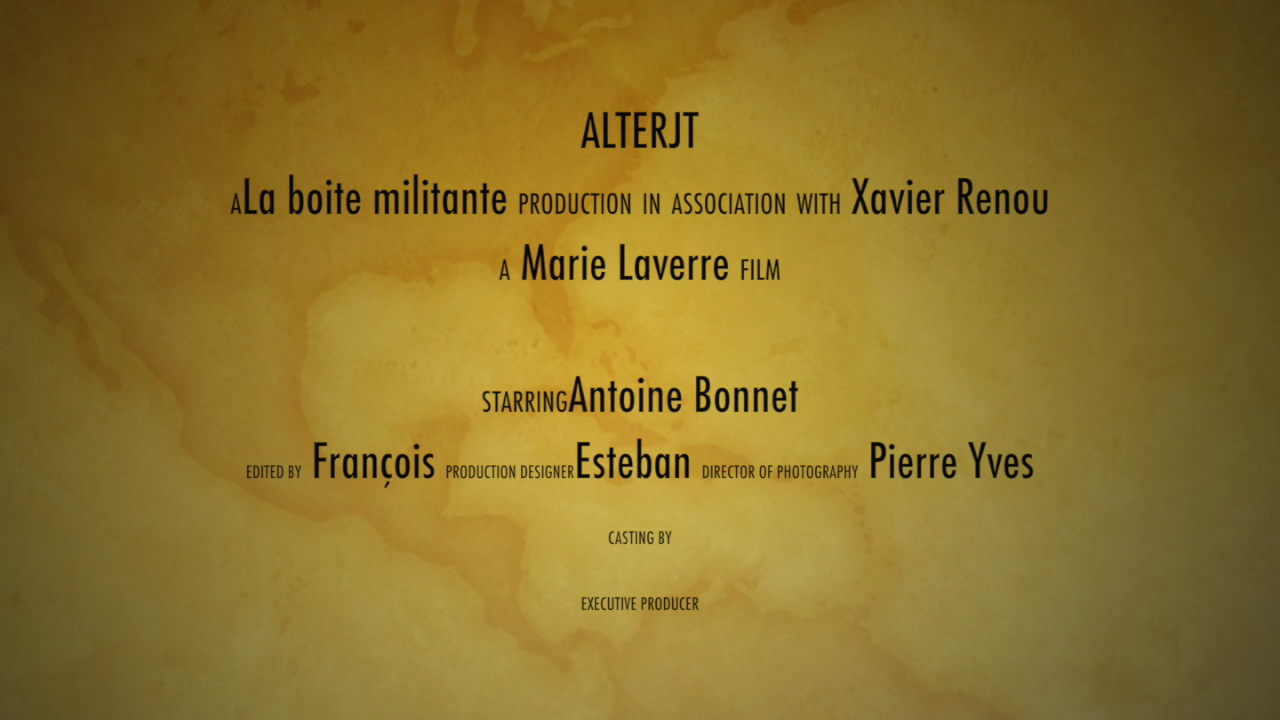 ALTERJT
ALa boite militante PRODUCTION IN ASSOCIATION WITH Xavier Renou
A Marie Laverre FILM
STARRINGAntoine Bonnet
EDITED BY François PRODUCTION DESIGNEREsteban DIRECTOR OF PHOTOGRAPHY Pierre Yves
CASTING BY
EXECUTIVE PRODUCER